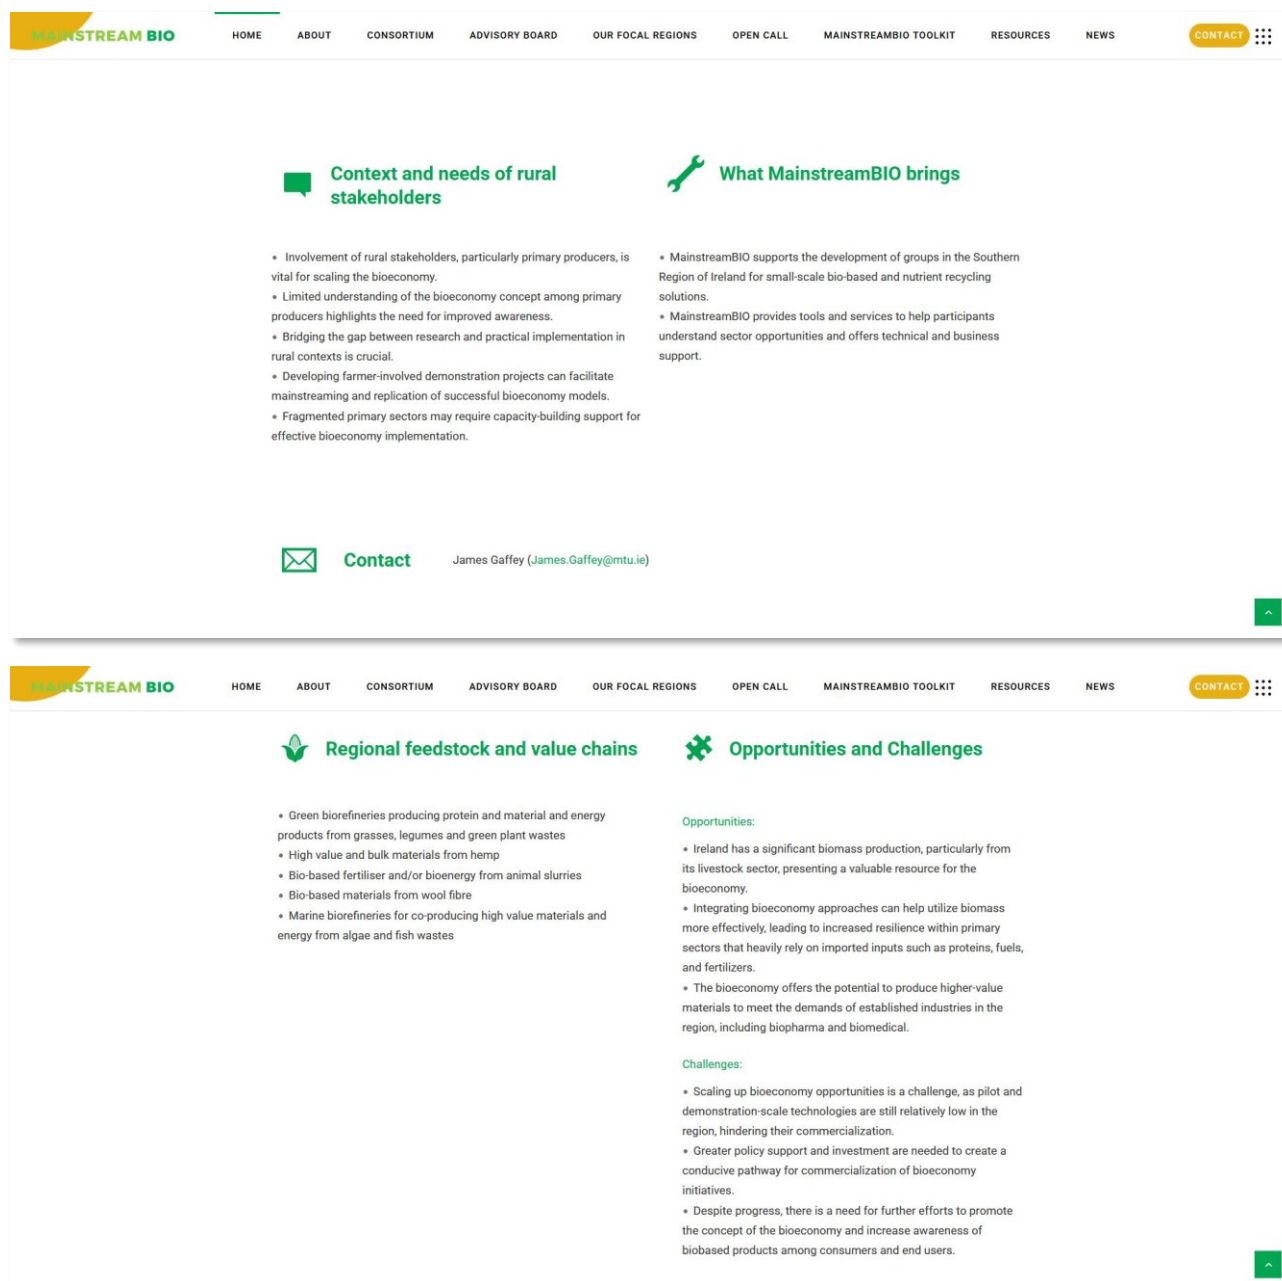 MAINSTREAM BIO
HOME ABOUT CONSORTIUM ADVISORY BOARD OUR FOCAL REGIONS OPEN CALL MAINSTREAMBIO TOOLKIT RESOURCES NEWS CONTACT
Context and needs of rural
stakeholders
• Involvement of rural stakeholders, particularly primary producers, is
vital for scaling the bioeconomy.
• Limited understanding of the bioeconomy concept among primary
producers highlights the need for improved awareness.
• Bridging the gap between research and practical implementation in
rural contexts is crucial.
• Developing farmer-involved demonstration projects can facilitate
mainstreaming and replication of successful bioeconomy models.
• Fragmented primary sectors may require capacity-building support for
effective bioeconomy implementation.
What MainstreamBIO brings
• MainstreamBIO supports the development of groups in the Southern
Region of Ireland for small-scale bio-based and nutrient recycling
solutions.
• MainstreamBIO provides tools and services to help participants
understand sector opportunities and offers technical and business
support.
Contact
James Gaffey (James.Gaffey@mtu.ie)
MAINSTREAM BIO
HOME ABOUT CONSORTIUM ADVISORY BOARD OUR FOCAL REGIONS OPEN CALL MAINSTREAMBIO TOOLKIT RESOURCES NEWS CONTACT
Regional feedstock and value chains
• Green biorefineries producing protein and material and energy
products from grasses, legumes and green plant wastes
• High value and bulk materials from hemp
• Bio-based fertiliser and/or bioenergy from animal slurries
• Bio-based materials from wool fibre
• Marine biorefineries for co-producing high value materials and
energy from algae and fish wastes
Opportunities and Challenges
Opportunities:
• Ireland has a significant biomass production, particularly from
its livestock sector, presenting a valuable resource for the
bioeconomy.
• Integrating bioeconomy approaches can help utilize biomass
more effectively, leading to increased resilience within primary
sectors that heavily rely on imported inputs such as proteins, fuels,
and fertilizers.
• The bioeconomy offers the potential to produce higher-value
materials to meet the demands of established industries in the
region, including biopharma and biomedical.
Challenges:
• Scaling up bioeconomy opportunities is a challenge, as pilot and
demonstration-scale technologies are still relatively low in the
region, hindering their commercialization.
• Greater policy support and investment are needed to create a
conducive pathway for commercialization of bioeconomy
initiatives.
• Despite progress, there is a need for further efforts to promote
the concept of the bioeconomy and increase awareness of
biobased products among consumers and end users.